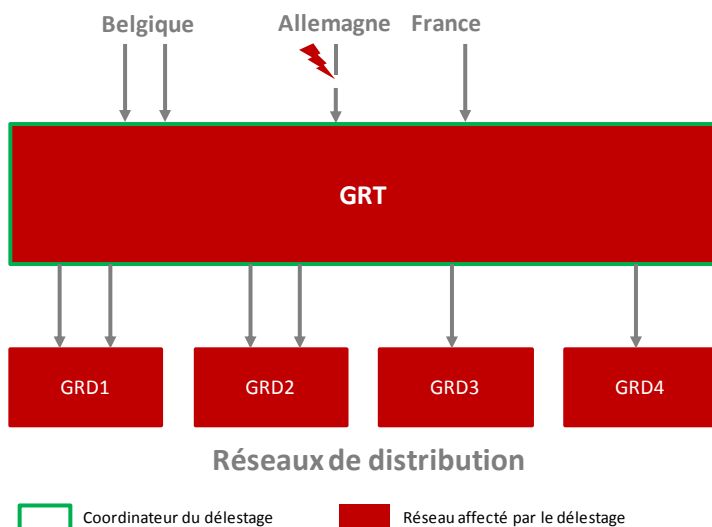 Belgique Allemagne France
GRT
GRD1 GRD2 GRD3 GRD4
Réseaux de distribution
Coordinateur du délestage Réseau affecté par le délestage